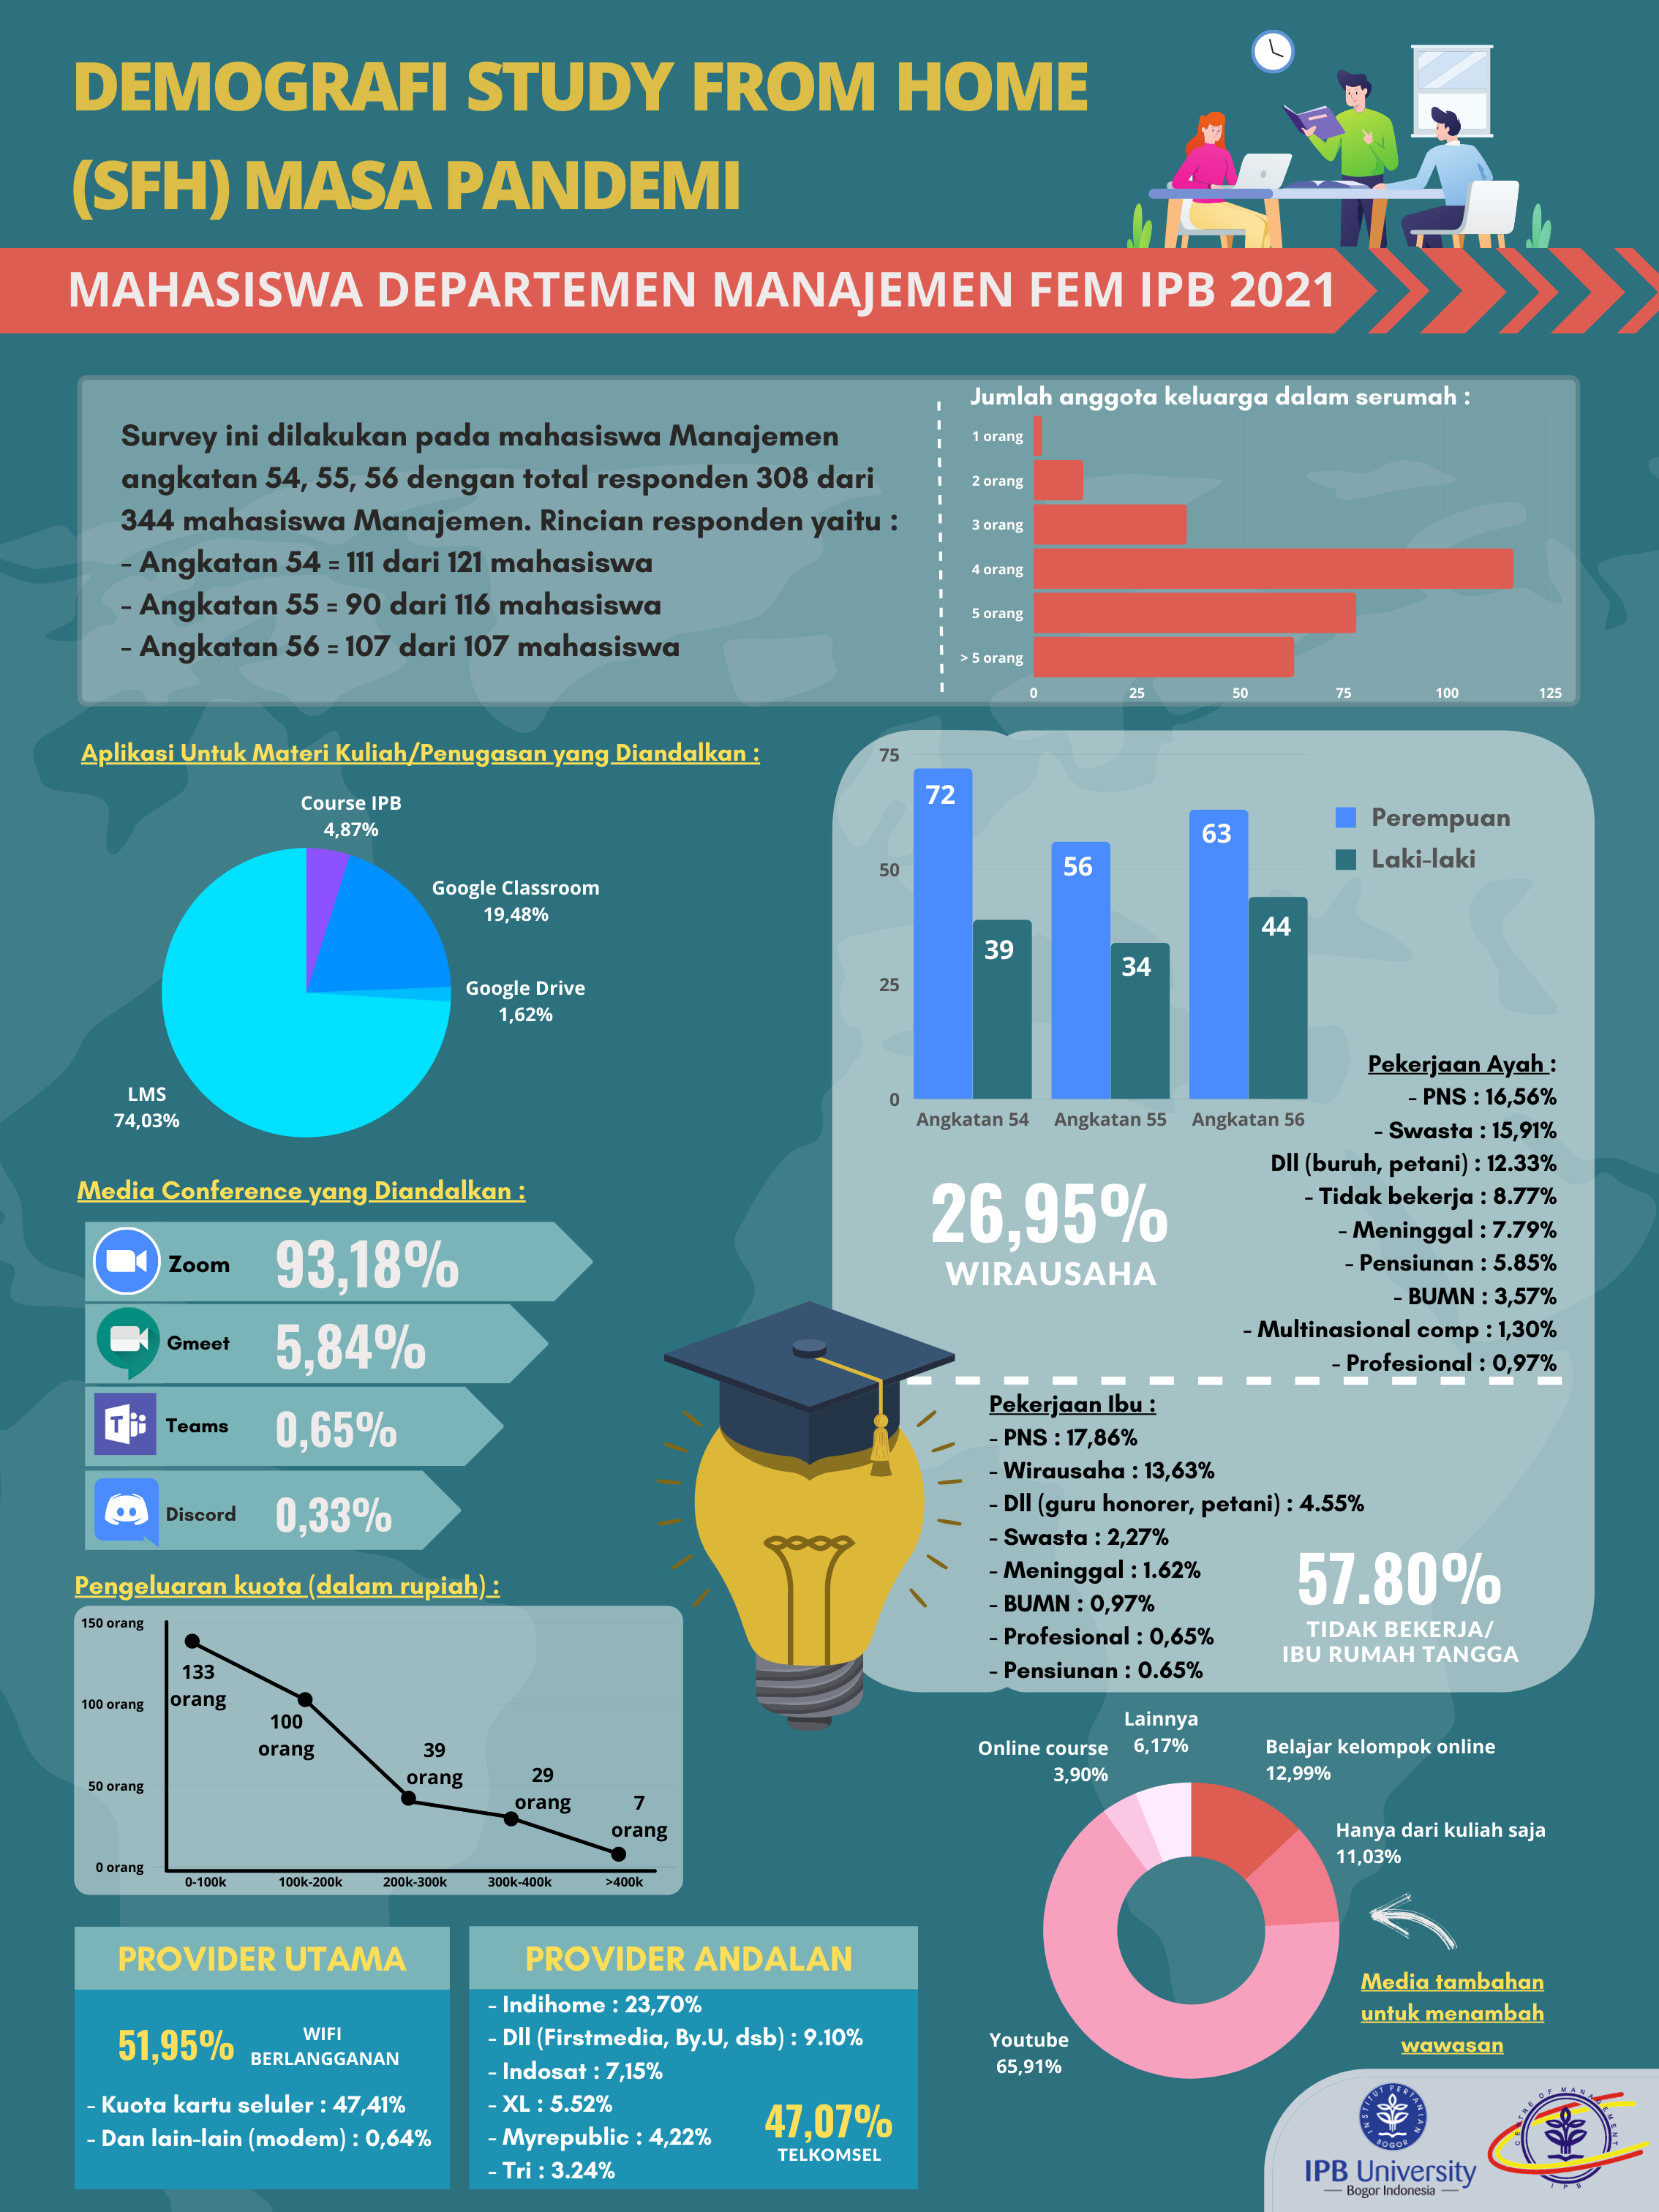 DEMOGRAFI STUDY FROM HOME
(SFH) MASA PANDEMI
MAHASISWA DEPARTEMEN MANAJEMEN FEM IPB 2021
Survey ini dilakukan pada mahasiswa Manajemen
angkatan 54, 55, 56 dengan total responden 308 dari
344 mahasiswa Manajemen. Rincian responden yaitu :
- Angkatan 54 = 111 dari 121 mahasiswa
- Angkatan 55 = 90 dari 116 mahasiswa
- Angkatan 56 = 107 dari 107 mahasiswa
Jumlah anggota keluarga dalam serumah :
1 orang
2 orang
3 orang
4 orang
5 orang
> 5 orang
0 25 50 75 100 125
Aplikasi Untuk Materi Kuliah/Penugasan yang Diandalkan :
Course IPB
4,87%
Google Classroom
19,48%
Google Drive
1,62%
LMS
74,03%
75
50
25
0
72
39
56
34
63
44
Angkatan 54 Angkatan 55 Angkatan 56
Perempuan
Laki-laki
Pekerjaan Ayah :
- PNS : 16,56%
- Swasta : 15,91%
Dll (buruh, petani) : 12.33%
- Tidak bekerja : 8.77%
- Meninggal : 7.79%
- Pensiunan : 5.85%
- BUMN : 3,57%
- Multinasional comp : 1,30%
- Profesional : 0,97%
26,95%
WIRAUSAHA
Media Conference yang Diandalkan :
Zoom 93,18%
Gmeet 5,84%
Teams 0,65%
Discord 0,33%
Pekerjaan Ibu :
- PNS : 17,86%
- Wirausaha : 13,63%
- Dll (guru honorer, petani) : 4.55%
- Swasta : 2,27%
- Meninggal : 1.62%
- BUMN : 0,97%
- Profesional : 0,65%
- Pensiunan : 0.65%
57.80%
TIDAK BEKERJA/
IBU RUMAH TANGGA
Pengeluaran kuota (dalam rupiah) :
150 orang
100 orang
50 orang
0 orang
133
orang
100
orang
39
orang
29
orang
7
orang
0-100k 100k-200k 200k-300k 300k-400k >400k
Lainnya
6,17%
Online course
3,90%
Belajar kelompok online
12,99%
Hanya dari kuliah saja
11,03%
Youtube
65,91%
Media tambahan
untuk menambah
wawasan
PROVIDER UTAMA
51,95%
WIFI
BERLANGGANAN
- Kuota kartu seluler : 47,41%
- Dan lain-lain (modem) : 0,64%
PROVIDER ANDALAN
- Indihome : 23,70%
- Dll (Firstmedia, By.U, dsb) : 9.10%
- Indosat : 7,15%
- XL : 5.52%
- Myrepublic : 4,22%
- Tri : 3.24%
47,07%
TELKOMSEL
INSTITUT PERTANIAN
BOGOR
IPB University
Bogor Indonesia
CENTRE OF MANAGEMENT
IPB